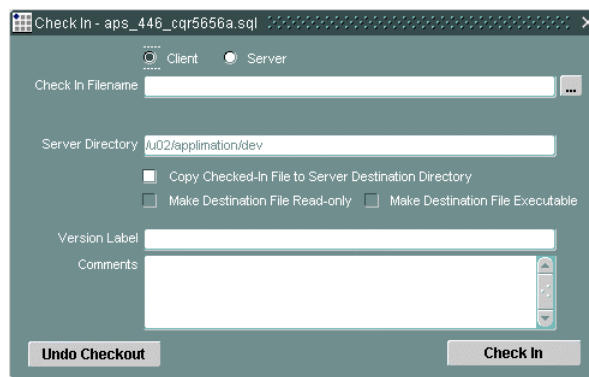 Check In - aps_446_cqr5656a.sql
Client Server
Check In Filename
...
Server Directory /u02/applimation/dev
Copy Checked-In File to Server Destination Directory
Make Destination File Read-only Make Destination File Executable
Version Label
Comments
Undo Checkout Check In